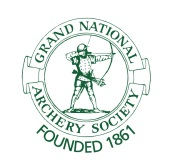 GRAND NATIONAL
ARCHERY SOCIETY
FOUNDED 1861